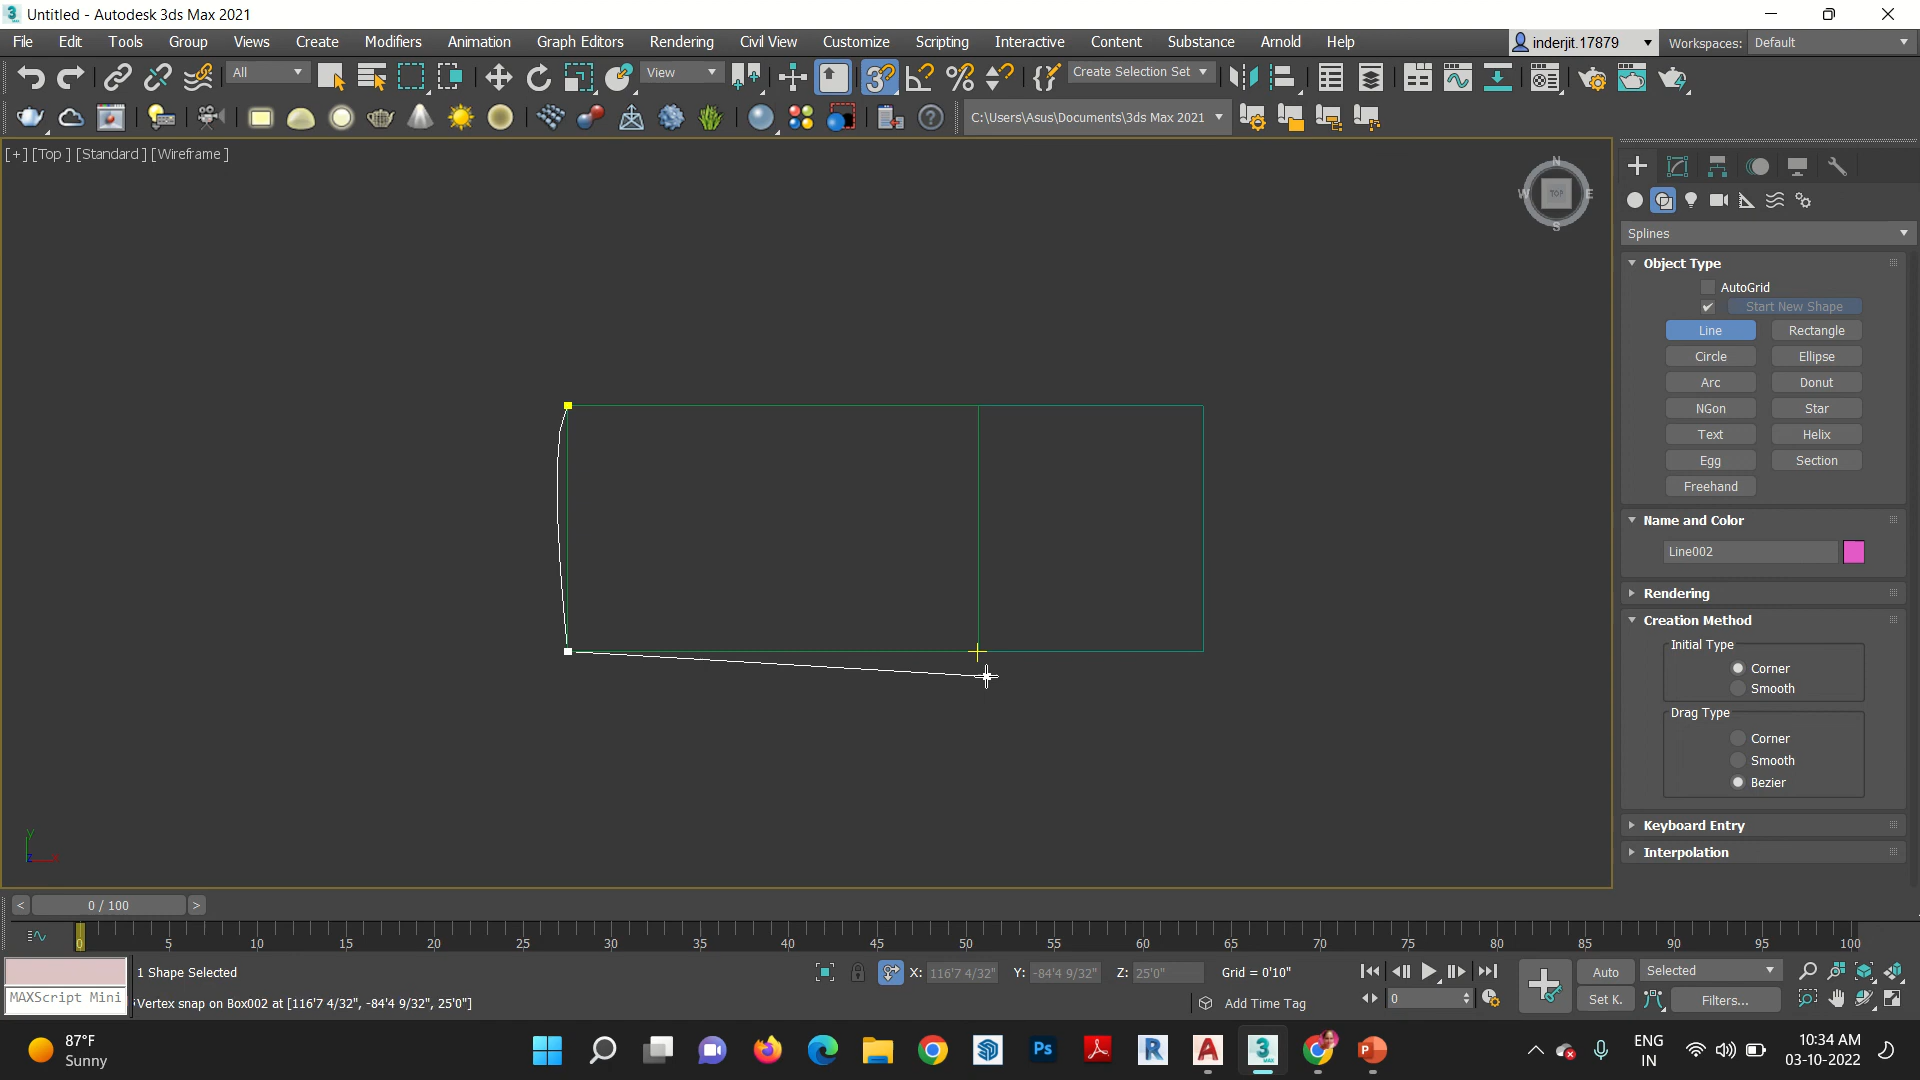 Untitled - Autodesk 3ds Max 2021
File Edit Tools Group Views Create Modifiers Animation Graph Editors Rendering Civil View Customize Scripting Interactive Content Substance Arnold Help
inderjit.17879 Workspaces: Default
All View Create Selection Set
C:\Users\Asus\Documents\3ds Max 2021
[+] [Top ] [Standard ] [Wireframe ]
N
W TOP E
S
Splines
Object Type
AutoGrid
Start New Shape
Line Rectangle
Circle Ellipse
Arc Donut
NGon Star
Text Helix
Egg Section
Freehand
Name and Color
Line002
Rendering
Creation Method
Initial Type
Corner
Smooth
Drag Type
Corner
Smooth
Bezier
Keyboard Entry
Interpolation
y
z x
< 0 / 100 >
0 5 10 15 20 25 30 35 40 45 50 55 60 65 70 75 80 85 90 95 100
1 Shape Selected X: 116'7 4/32" Y: -84'4 9/32" Z: 25'0" Grid = 0'10" Auto Selected
MAXScript Mini Vertex snap on Box002 at [116'7 4/32", -84'4 9/32", 25'0"] Add Time Tag 0 Set K. Filters...
87°F
Sunny
Ps R A 3 P
ENG
IN
10:34 AM
03-10-2022